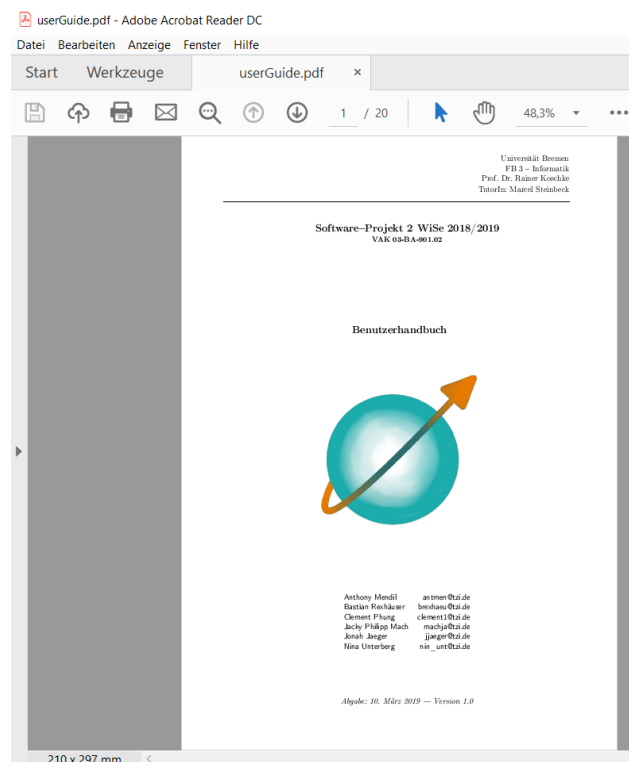 userGuide.pdf - Adobe Acrobat Reader DC
Datei Bearbeiten Anzeige Fenster Hilfe
Start Werkzeuge userGuide.pdf ×
1 / 20 48,3%
Universität Bremen
FB 3 – Informatik
Prof. Dr. Rainer Koschke
TutorIn: Marcel Steinbeck
Software–Projekt 2 WiSe 2018/2019
VAK 03-BA-901.02
Benutzerhandbuch
Anthony Mendil antmen@tzi.de
Bastian Rexhäuser brexhaeu@tzi.de
Clement Phung clement1@tzi.de
Jacky Philipp Mach machja@tzi.de
Jonah Jaeger jjaeger@tzi.de
Nina Unterberg nin_unt@tzi.de
Abgabe: 10. März 2019 — Version 1.0
210 x 297 mm